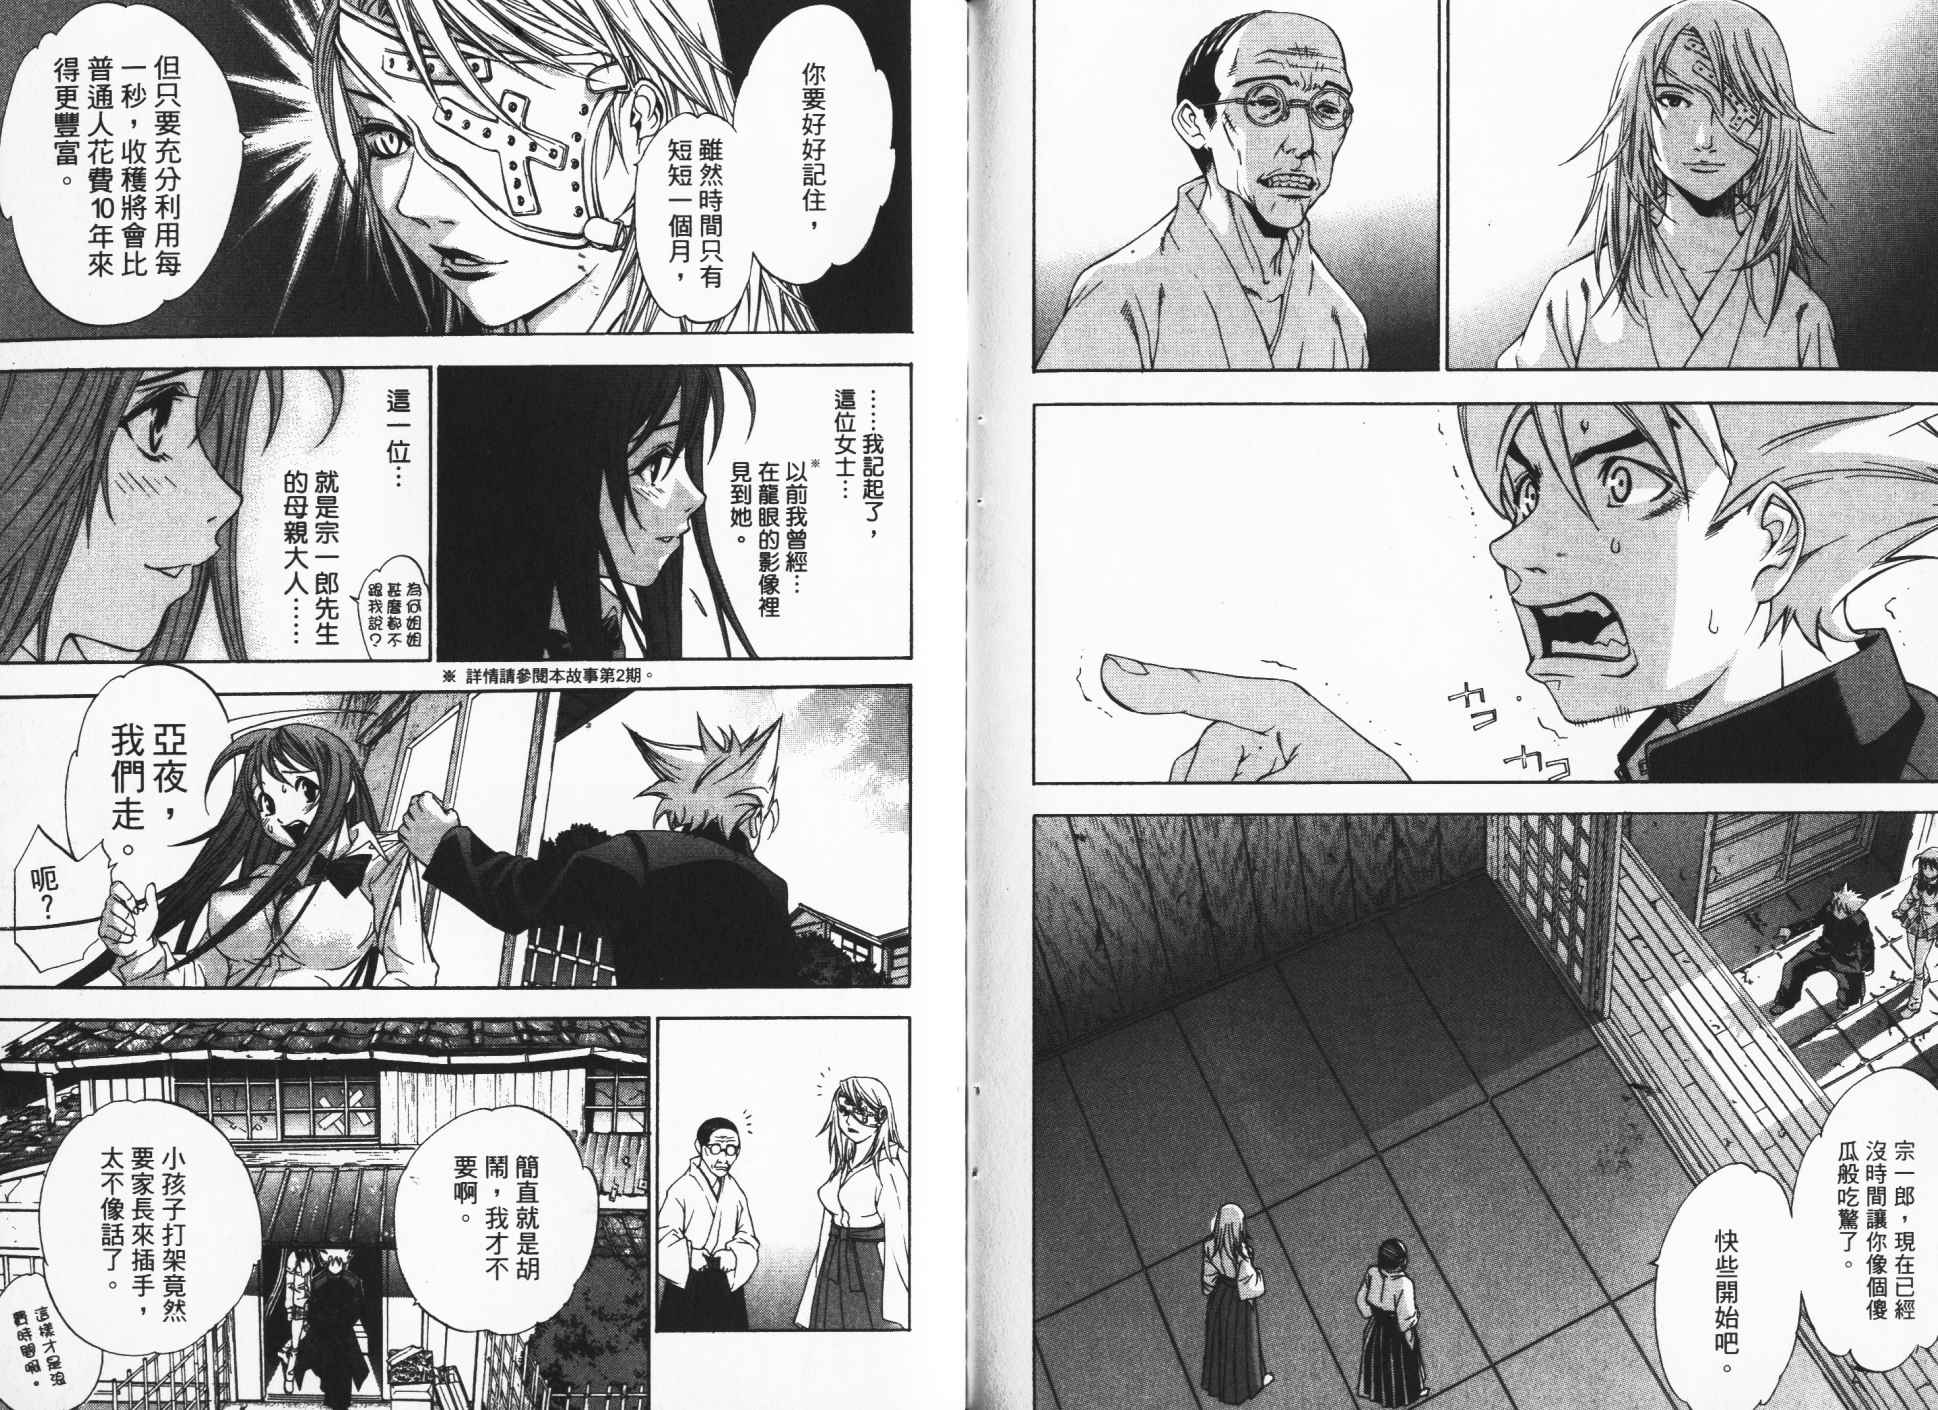 カコ
カコ
宗一郎，現在已經
沒時間讓你像個傻
瓜般吃驚了。
快些開始吧。
你要好好記住，
雖然時間只有
短短一個月，
但只要充分利用每
一秒，收穫將會比
普通人花費10年來
得更豐富。
……我記起了，
這位女士…
※
以前我曾經…
在龍眼的影像裡
見到她。
這一位…
就是宗一郎先生
的母親大人……
為何姐姐
甚麼都不
跟我說？
※ 詳情請參閱本故事第2期。
亞夜，
我們走。
呃？
簡直就是胡
鬧，我才不
要啊。
小孩子打架竟然
要家長來插手，
太不像話了。
這樣才是浪
費時間啊。